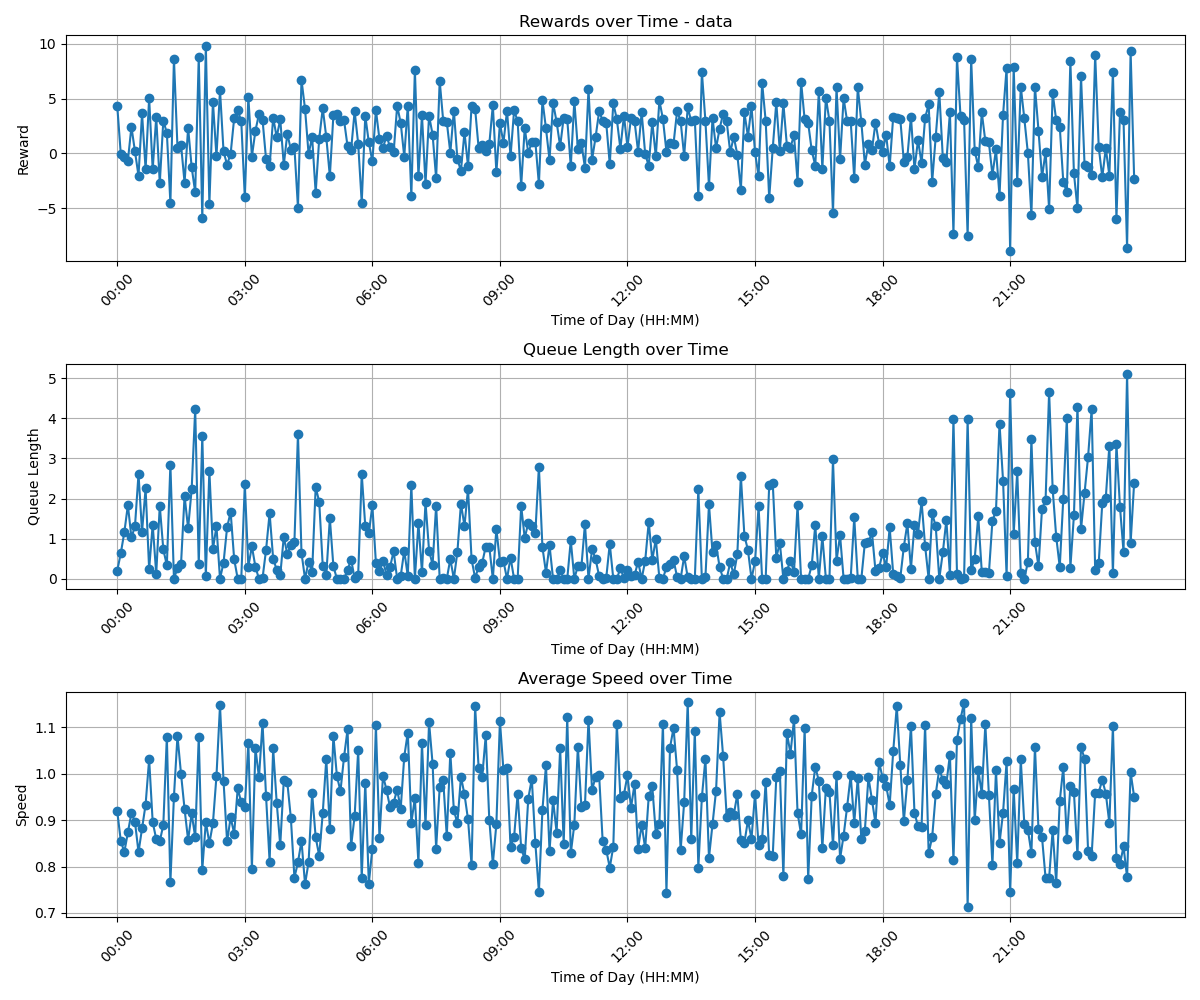 Rewards over Time - data
10
5
0
−5
Reward
00:00 03:00 06:00 09:00 12:00 15:00 18:00 21:00
Time of Day (HH:MM)
Queue Length over Time
5
4
3
2
1
0
Queue Length
00:00 03:00 06:00 09:00 12:00 15:00 18:00 21:00
Time of Day (HH:MM)
Average Speed over Time
1.1
1.0
0.9
0.8
0.7
Speed
00:00 03:00 06:00 09:00 12:00 15:00 18:00 21:00
Time of Day (HH:MM)